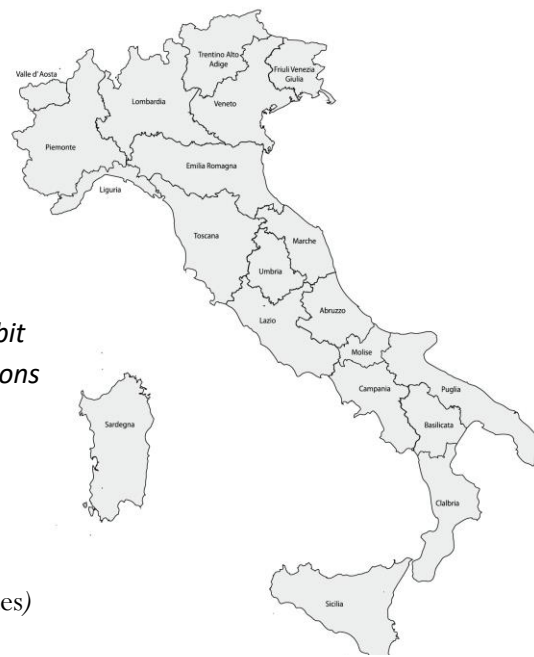 Trentino Alto
Adige
Friuli Venezia
Giulia
Valle d' Aosta
Lombardia
Veneto
Piemonte
Emilia Romagna
Liguria
Toscana
Marche
Umbria
Abruzzo
Lazio
bit
Molise
ons
Campania
Puglia
Sardegna
Basilicata
Clalbria
es)
Sicilia